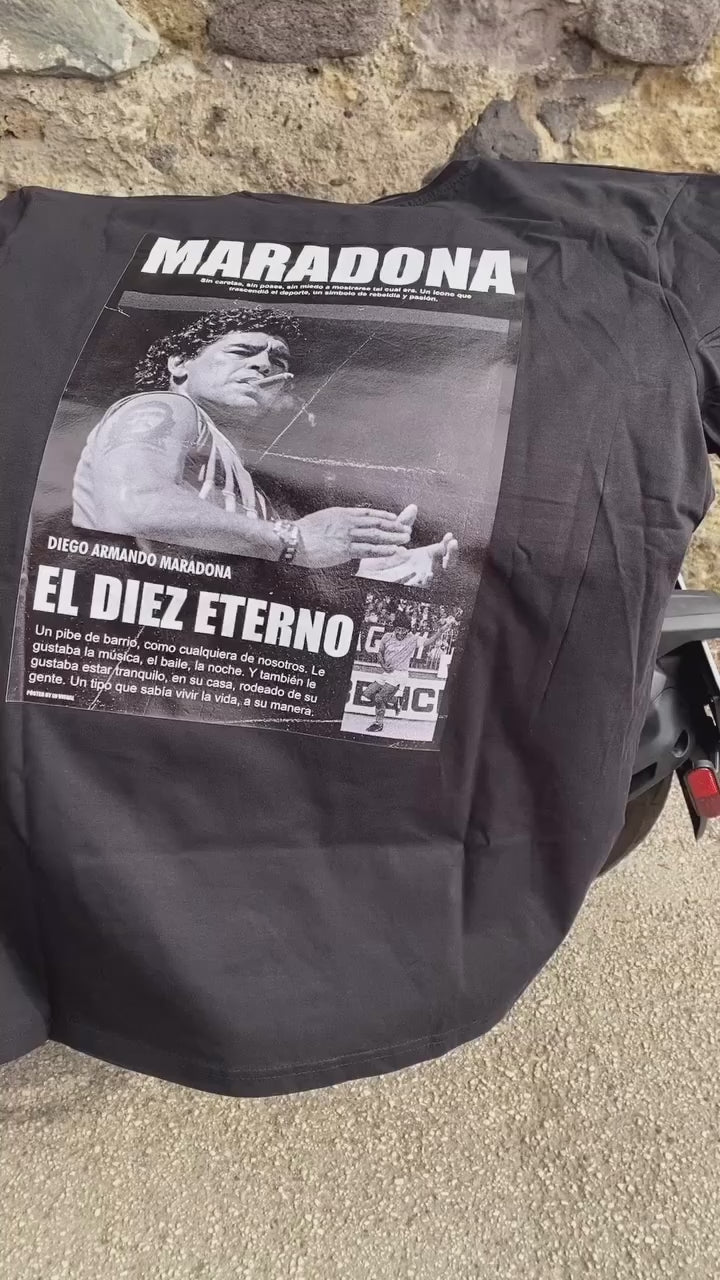 MARADONA
Sin caretas, sin poses, sin miedo a mostrarse tal cual era. Un icono que
trascendió el deporte, un símbolo de rebeldía y pasión.
DIEGO ARMANDO MARADONA
EL DIEZ ETERNO
Un pibe de barrio, como cualquiera de nosotros. Le
gustaba la música, el baile, la noche. Y también le
gustaba estar tranquilo, en su casa, rodeado de su
gente. Un tipo que sabía vivir la vida, a su manera.
POSTER BY